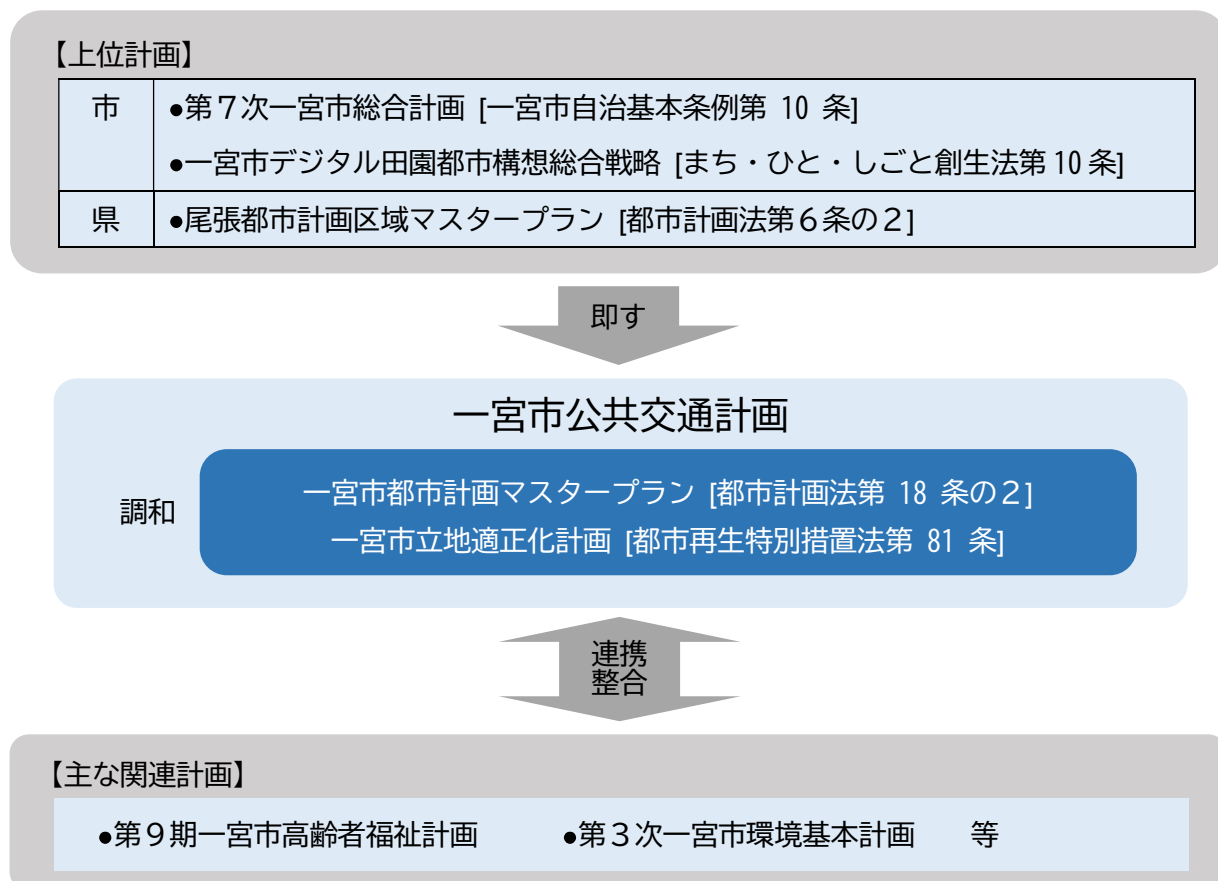 【上位計画】
市 ●第７次一宮市総合計画 [一宮市自治基本条例第 10 条]
●一宮市デジタル田園都市構想総合戦略 [まち・ひと・しごと創生法第 10 条]
県 ●尾張都市計画区域マスタープラン [都市計画法第６条の２]
即す
一宮市公共交通計画
調和
一宮市都市計画マスタープラン [都市計画法第 18 条の２]
一宮市立地適正化計画 [都市再生特別措置法第 81 条]
連携
整合
【主な関連計画】
●第９期一宮市高齢者福祉計画 ●第３次一宮市環境基本計画 等